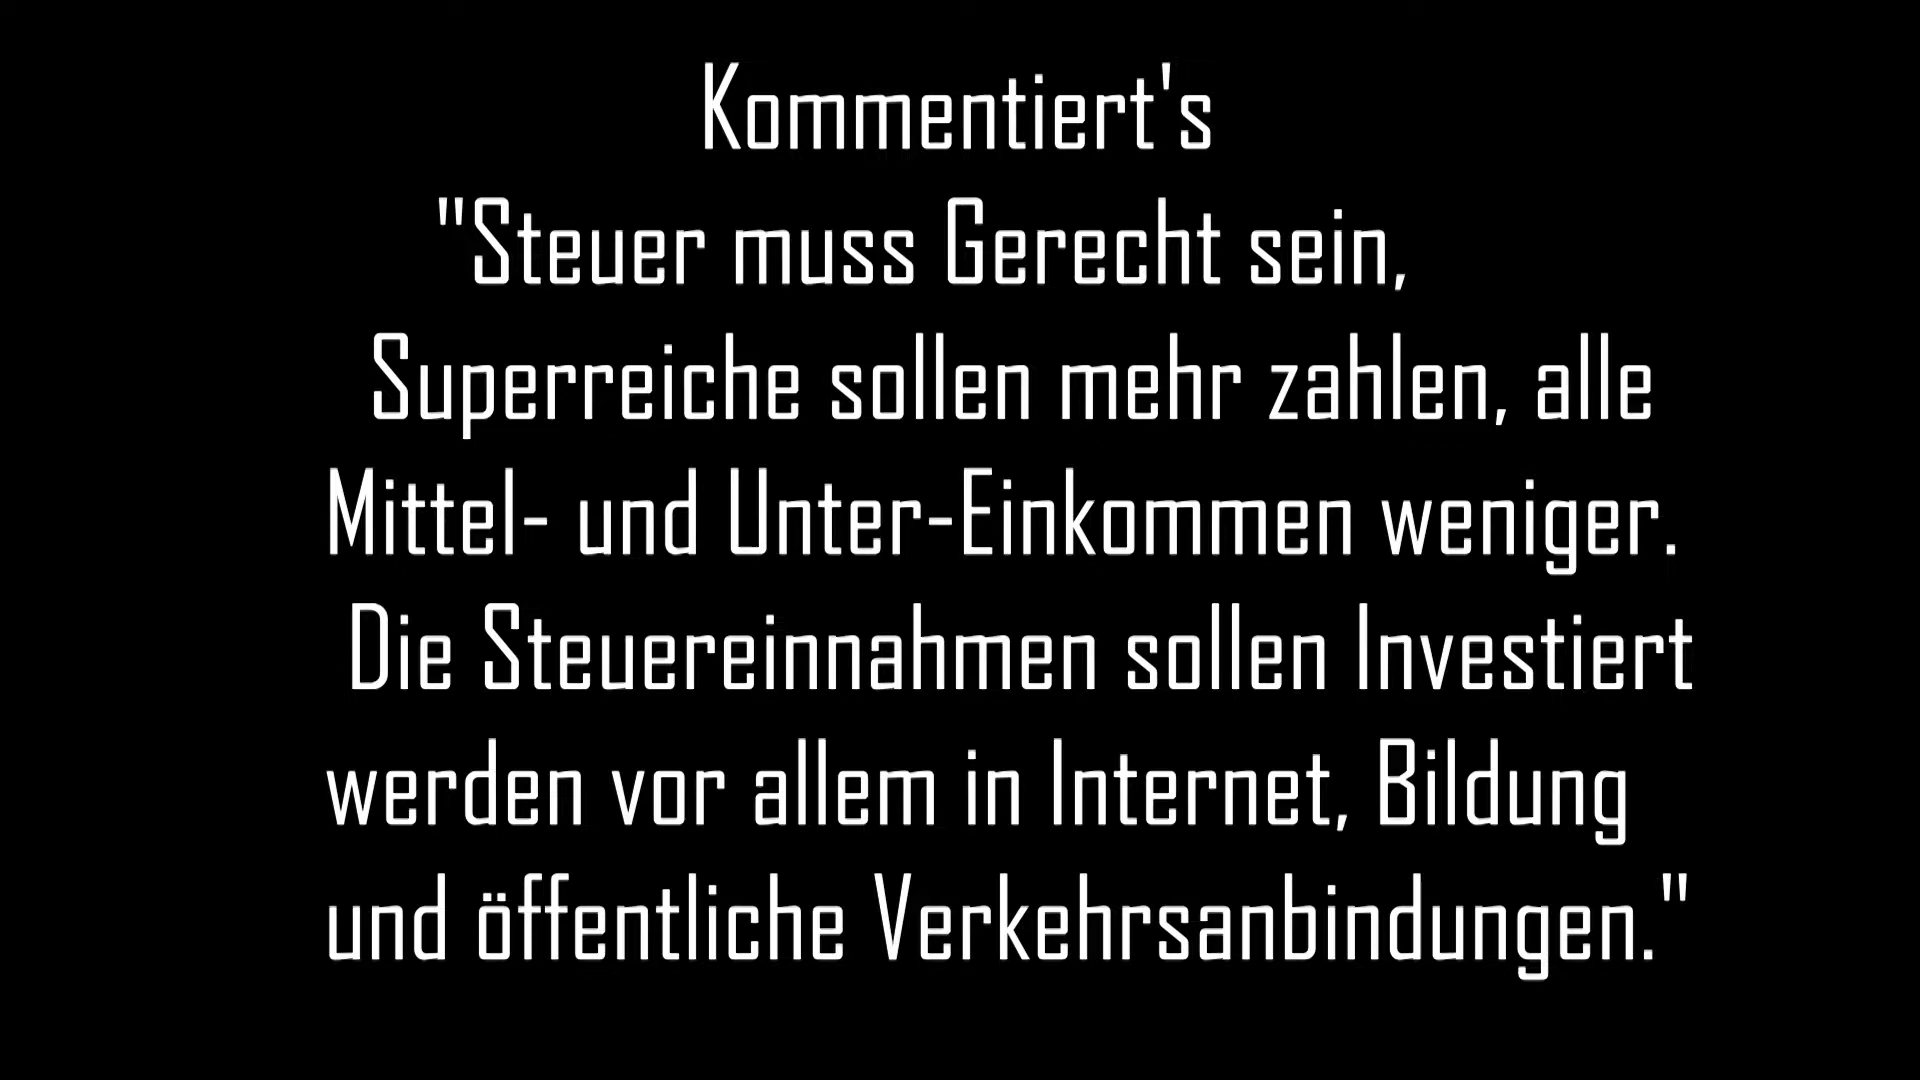 Kommentiert's
"Steuer muss Gerecht sein,
Superreiche sollen mehr zahlen, alle
Mittel- und Unter-Einkommen weniger.
Die Steuereinnahmen sollen Investiert
werden vor allem in Internet, Bildung
und öffentliche Verkehrsanbindungen."